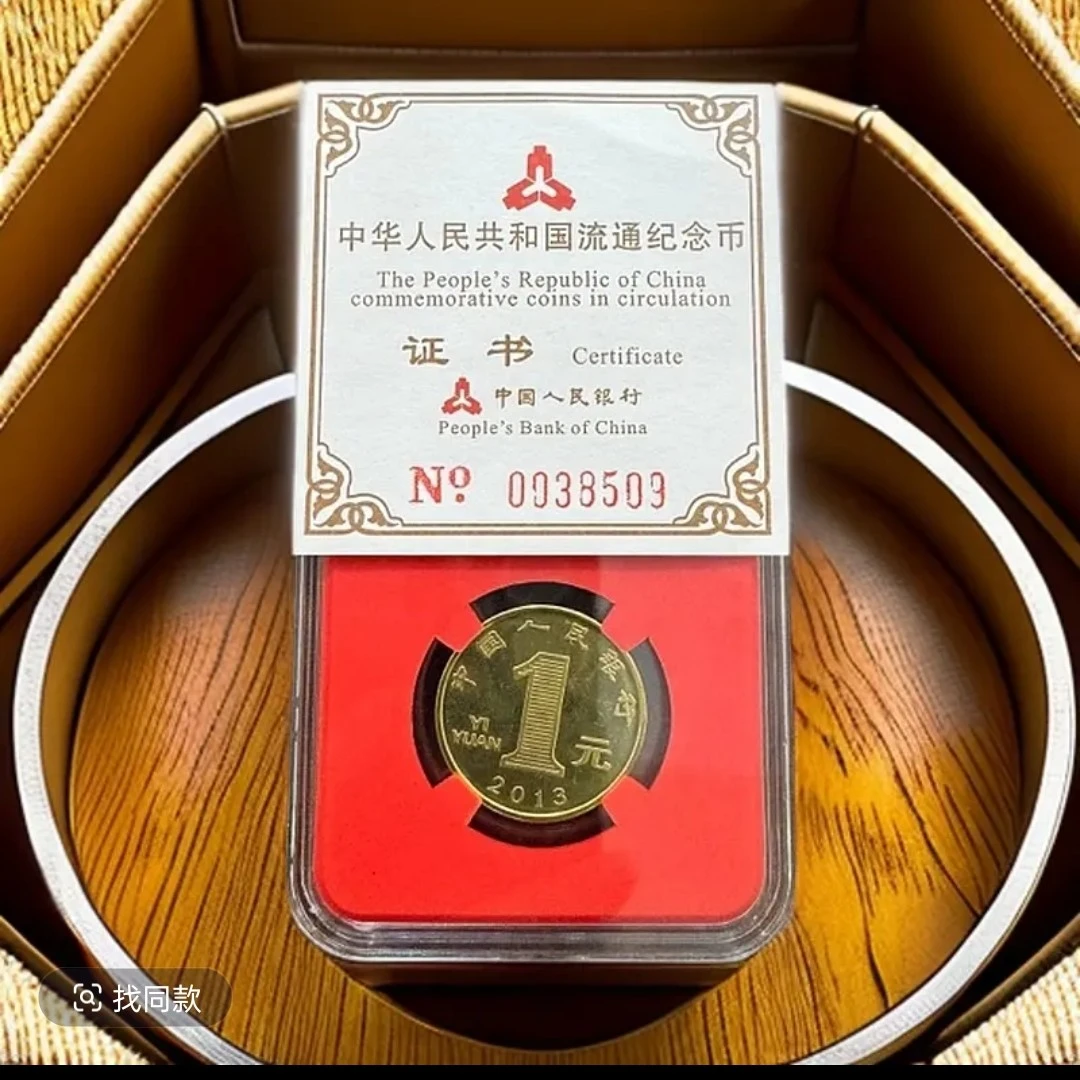 中华人民共和国流通纪念币
The People's Republic of China
commemorative coins in circulation
证书 Certificate
中国人民银行
People's Bank of China
Nº 0038509
中国人民银行
1
YI
YUAN
元
2013
找同款